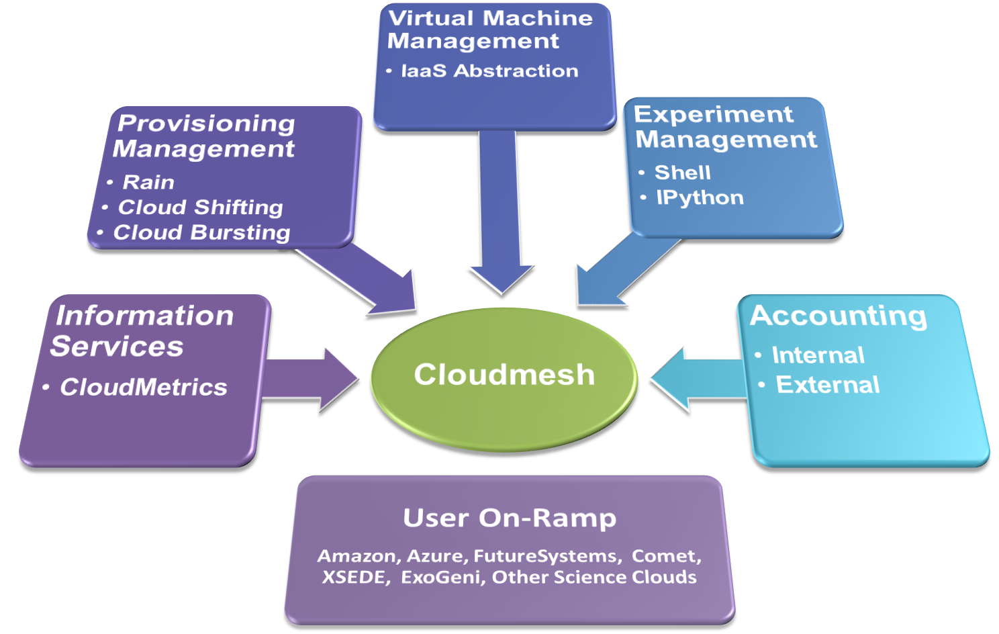 Virtual Machine
Management
• IaaS Abstraction
Provisioning
Management
• Rain
• Cloud Shifting
• Cloud Bursting
Experiment
Management
• Shell
• IPython
Information
Services
• CloudMetrics
Cloudmesh
Accounting
• Internal
• External
User On-Ramp
Amazon, Azure, FutureSystems, Comet,
XSEDE, ExoGeni, Other Science Clouds